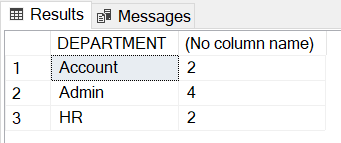 Results Messages
DEPARTMENT (No column name)
1 Account 2
2 Admin 4
3 HR 2